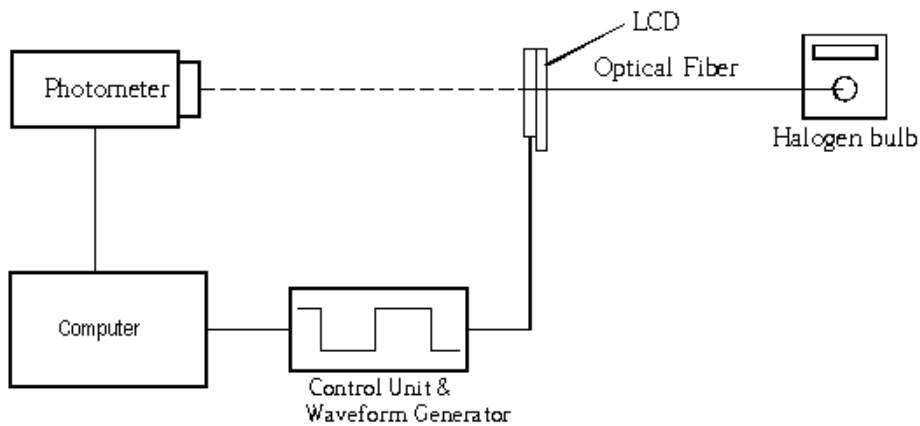 LCD
Optical Fiber
Photometer
Halogen bulb
Computer
Control Unit &
Waveform Generator